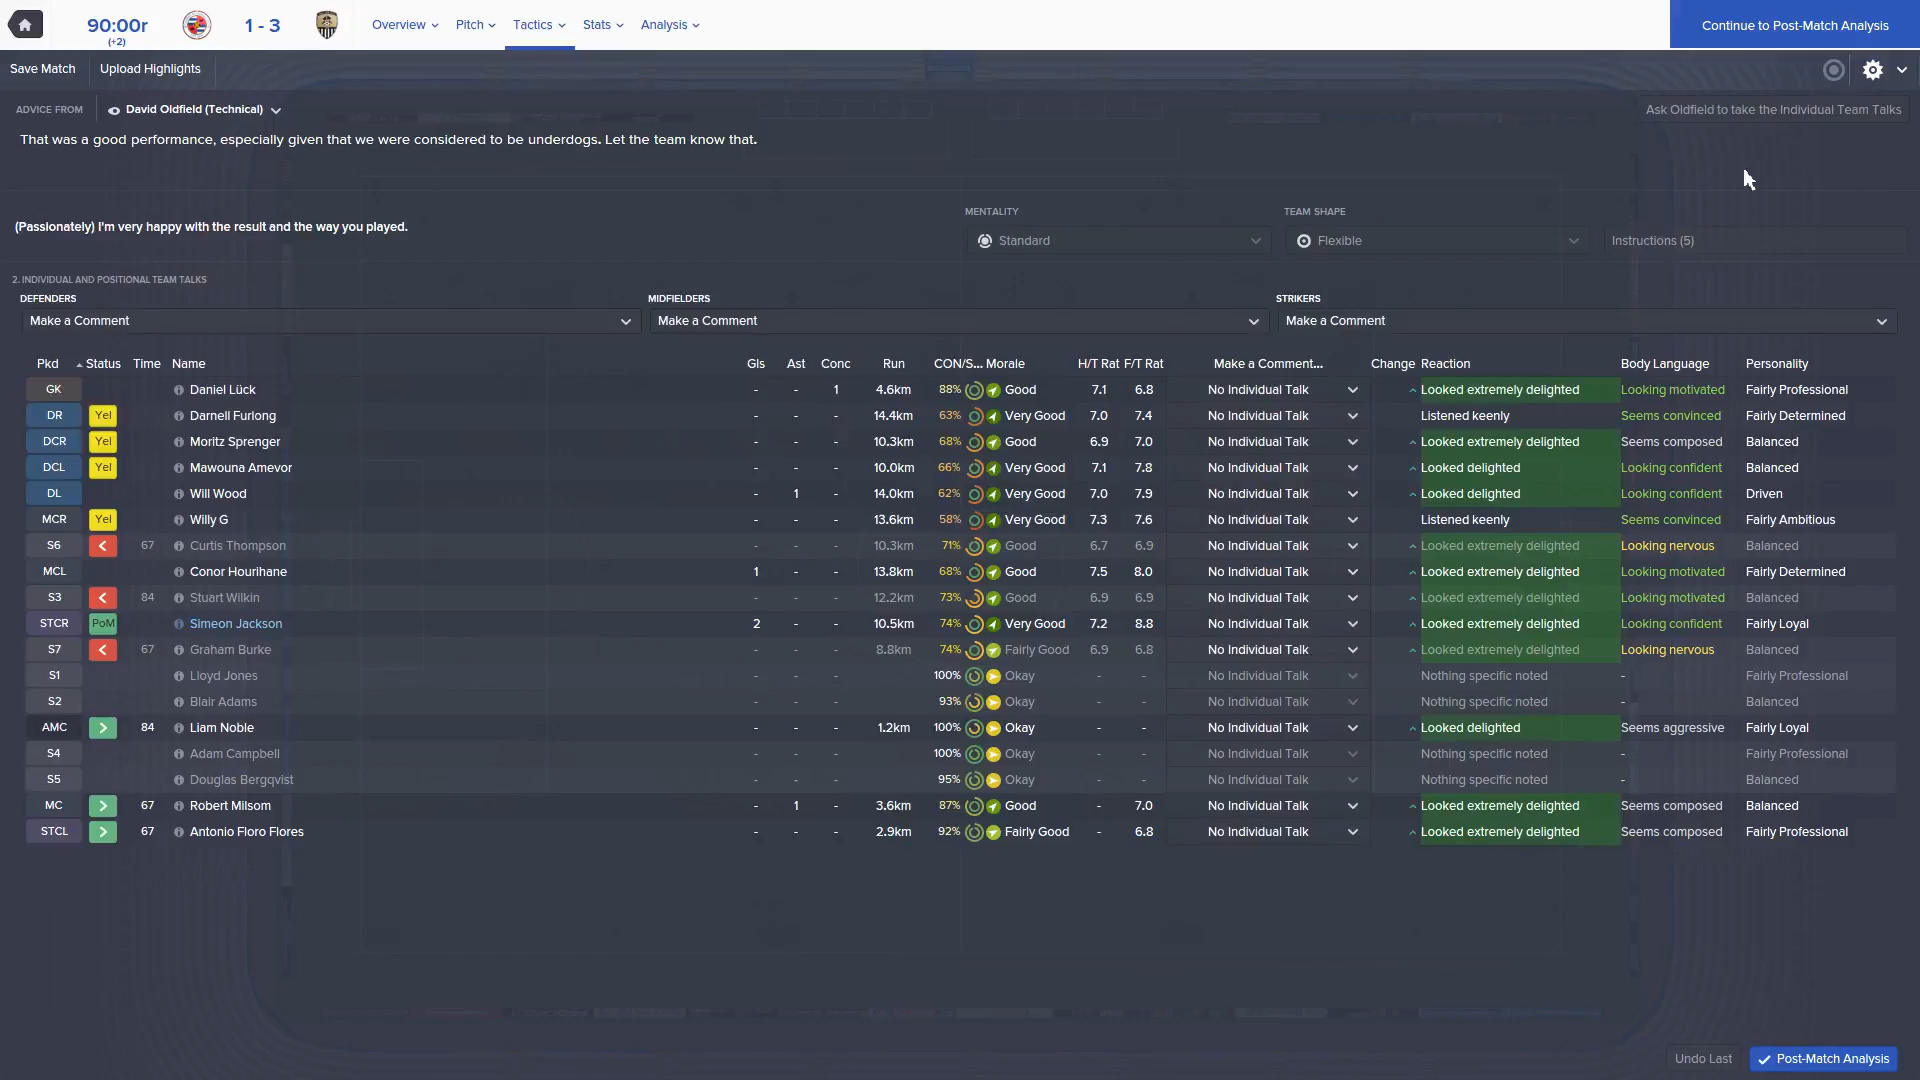 90:00r
(+2)
1 - 3
Overview Pitch Tactics Stats Analysis
Continue to Post-Match Analysis
Save Match Upload Highlights
ADVICE FROM David Oldfield (Technical) Ask Oldfield to take the Individual Team Talks
That was a good performance, especially given that we were considered to be underdogs. Let the team know that.
MENTALITY TEAM SHAPE
(Passionately) I'm very happy with the result and the way you played.
Standard Flexible Instructions (5)
2. INDIVIDUAL AND POSITIONAL TEAM TALKS
DEFENDERS MIDFIELDERS STRIKERS
Make a Comment Make a Comment Make a Comment
Pkd Status Time Name Gls Ast Conc Run CON/S... Morale H/T Rat F/T Rat Make a Comment... Change Reaction Body Language Personality
GK Daniel Lück - - 1 4.6km 88% Good 7.1 6.8 No Individual Talk Looked extremely delighted Looking motivated Fairly Professional
DR Yel Darnell Furlong - - - 14.4km 63% Very Good 7.0 7.4 No Individual Talk Listened keenly Seems convinced Fairly Determined
DCR Yel Moritz Sprenger - - - 10.3km 68% Good 6.9 7.0 No Individual Talk Looked extremely delighted Seems composed Balanced
DCL Yel Mawouna Amevor - - - 10.0km 66% Very Good 7.1 7.8 No Individual Talk Looked delighted Looking confident Balanced
DL Will Wood - 1 - 14.0km 62% Very Good 7.0 7.9 No Individual Talk Looked delighted Looking confident Driven
MCR Yel Willy G - - - 13.6km 58% Very Good 7.3 7.6 No Individual Talk Listened keenly Seems convinced Fairly Ambitious
S6 67 Curtis Thompson - - - 10.3km 71% Good 6.7 6.9 No Individual Talk Looked extremely delighted Looking nervous Balanced
MCL Conor Hourihane 1 - - 13.8km 68% Good 7.5 8.0 No Individual Talk Looked extremely delighted Looking motivated Fairly Determined
S3 84 Stuart Wilkin - - - 12.2km 73% Good 6.9 6.9 No Individual Talk Looked extremely delighted Looking motivated Balanced
STCR PoM Simeon Jackson 2 - - 10.5km 74% Very Good 7.2 8.8 No Individual Talk Looked extremely delighted Looking confident Fairly Loyal
S7 67 Graham Burke - - - 8.8km 74% Fairly Good 6.9 6.8 No Individual Talk Looked extremely delighted Looking nervous Balanced
S1 Lloyd Jones - - - 100% Okay - - No Individual Talk Nothing specific noted - Fairly Professional
S2 Blair Adams - - - 93% Okay - - No Individual Talk Nothing specific noted - Balanced
AMC 84 Liam Noble - - - 1.2km 100% Okay - - No Individual Talk Looked delighted Seems aggressive Fairly Loyal
S4 Adam Campbell - - - 100% Okay - - No Individual Talk Nothing specific noted - Fairly Professional
S5 Douglas Bergqvist - - - 95% Okay - - No Individual Talk Nothing specific noted - Balanced
MC 67 Robert Milsom - 1 - 3.6km 87% Good - 7.0 No Individual Talk Looked extremely delighted Seems composed Balanced
STCL 67 Antonio Floro Flores - - - 2.9km 92% Fairly Good - 6.8 No Individual Talk Looked extremely delighted Seems composed Fairly Professional
Undo Last Post-Match Analysis